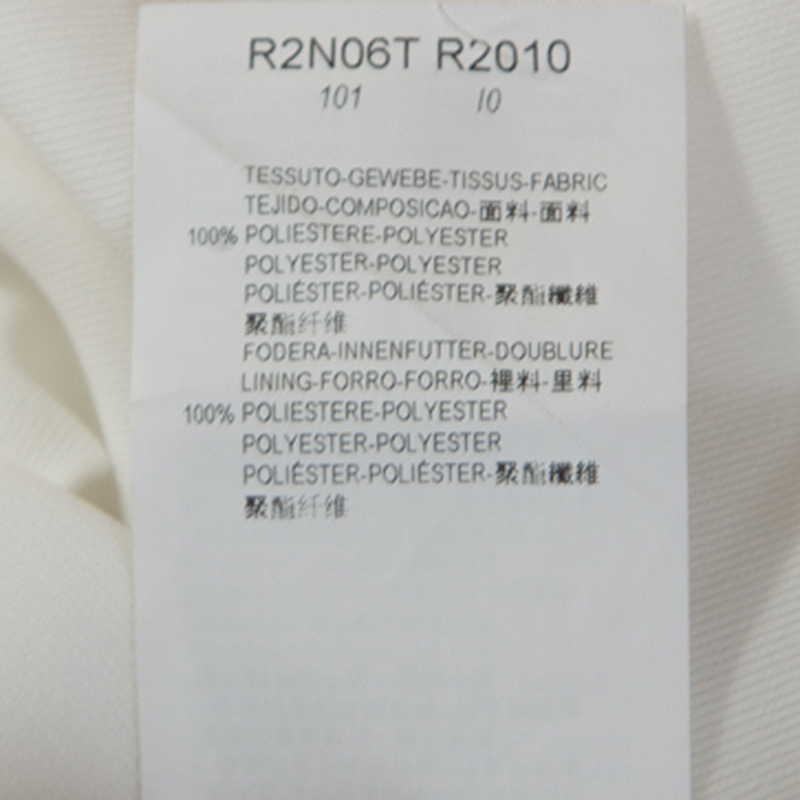 R2N06T R2010
101 I0
TESSUTO-GEWEBE-TISSUS-FABRIC
TEJIDO-COMPOSICAO-面料-面料
100% POLIESTERE-POLYESTER
POLYESTER-POLYESTER
POLIÉSTER-POLIÉSTER-聚酯纖維
聚酯纤维
FODERA-INNENFUTTER-DOUBLURE
LINING-FORRO-FORRO-裡料-里料
100% POLIESTERE-POLYESTER
POLYESTER-POLYESTER
POLIÉSTER-POLIÉSTER-聚酯纖維
聚酯纤维